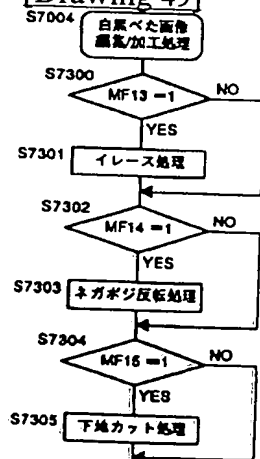 [Drawing 45]
S7004
白黒べた画像
編集/加工処理
S7300
MF13=1
NO
YES
S7301
イレース処理
S7302
MF14=1
NO
YES
S7303
ネガポジ反転処理
S7304
MF15=1
NO
YES
S7305
下地カット処理